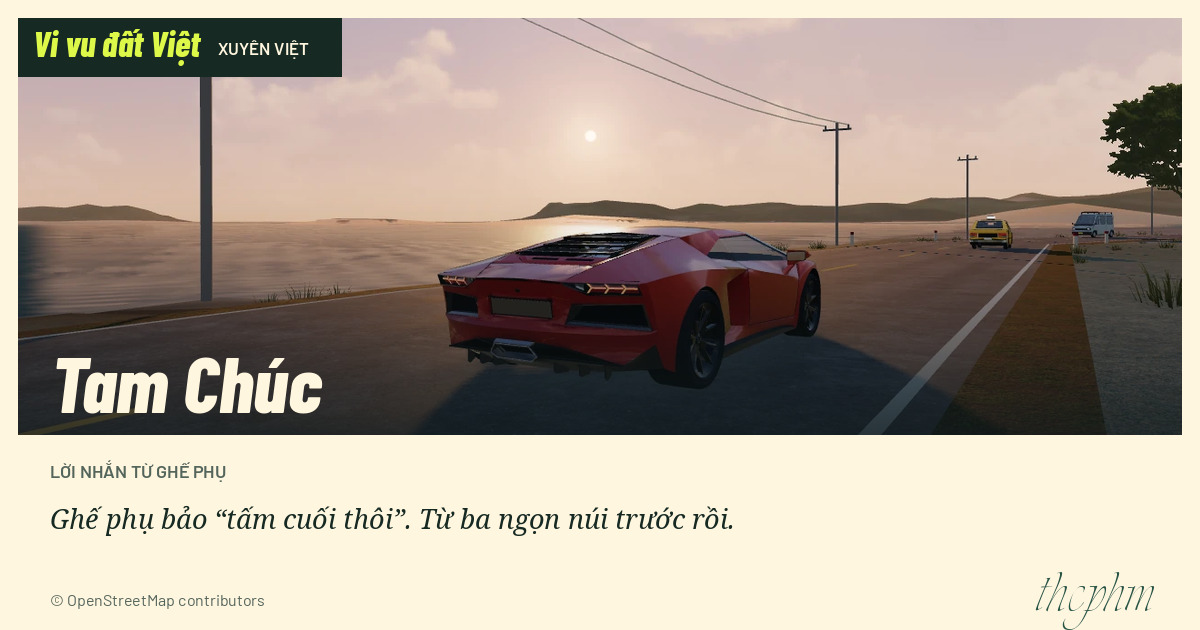 Vi vu đất Việt XUYÊN VIỆT
Tam Chúc
LỜI NHẮN TỪ GHẾ PHỤ
Ghế phụ bảo “tấm cuối thôi”. Từ ba ngọn núi trước rồi.
© OpenStreetMap contributors
thcphm